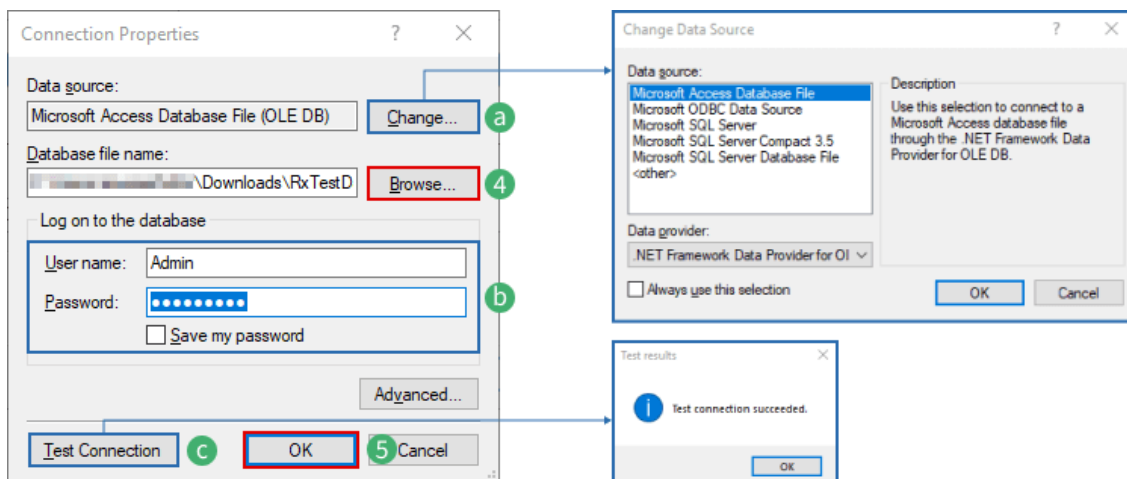 Connection Properties
Data source:
Microsoft Access Database File (OLE DB)
Change...
a
Database file name:
\Downloads\RxTestD
Browse...
4
Log on to the database
User name:
Admin
Password:
b
Save my password
Advanced...
Test Connection
c
OK
5
Cancel
Change Data Source
Data source:
Microsoft Access Database File
Microsoft ODBC Data Source
Microsoft SQL Server
Microsoft SQL Server Compact 3.5
Microsoft SQL Server Database File
<other>
Description
Use this selection to connect to a
Microsoft Access database file
through the .NET Framework Data
Provider for OLE DB.
Data provider:
.NET Framework Data Provider for Ol
Always use this selection
OK
Cancel
Test results
Test connection succeeded.
OK